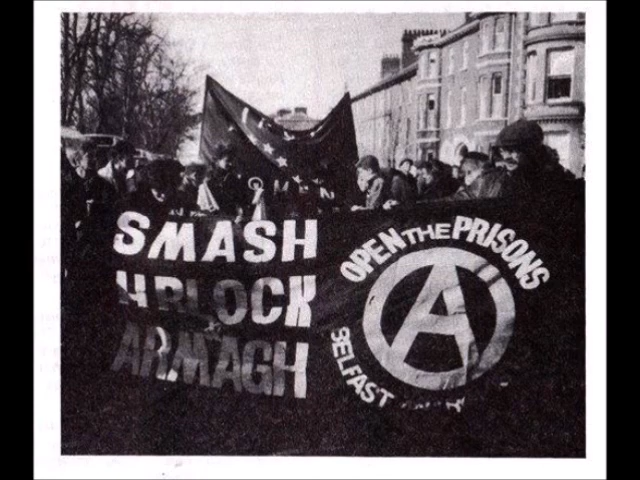 SMASH
H BLOCK
ARMAGH
OPEN THE PRISONS
A
BELFAST